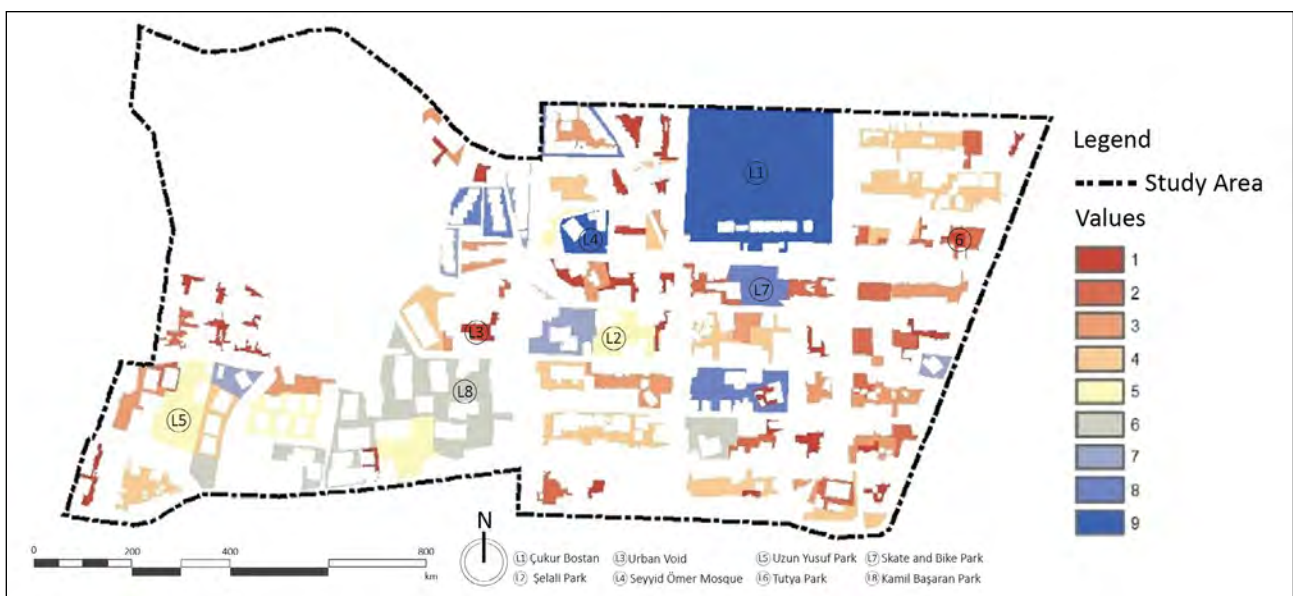 L1
L4
6
L7
L3
L2
L8
L5
Legend
Study Area
Values
1
2
3
4
5
6
7
8
9
N
0 200 400 800
km
L1 Çukur Bostan L3 Urban Void L5 Uzun Yusuf Park L7 Skate and Bike Park
L2 Şelali Park L4 Seyyid Ömer Mosque L6 Tutya Park L8 Kamil Başaran Park